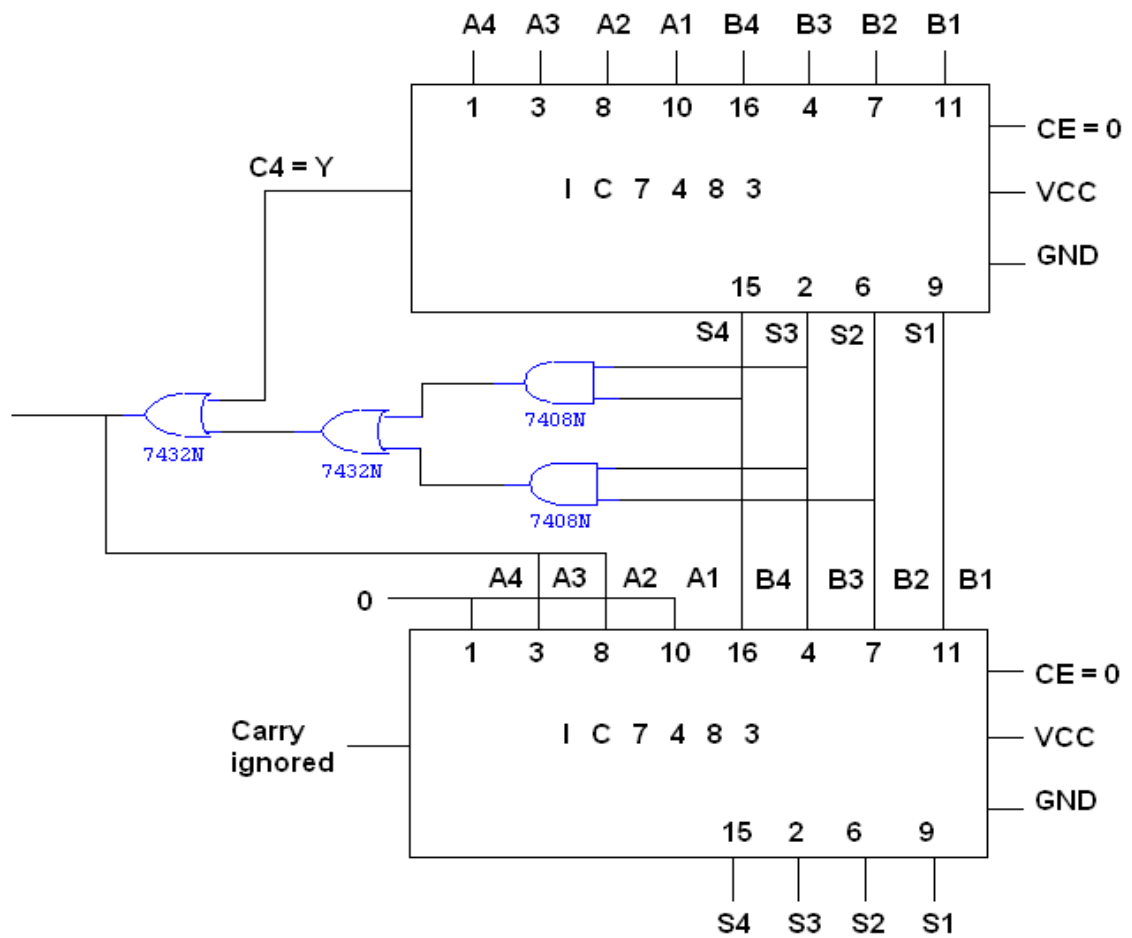 A4 A3 A2 A1 B4 B3 B2 B1
1 3 8 10 16 4 7 11
CE = 0
C4 = Y
I C 7 4 8 3
VCC
GND
15 2 6 9
S4 S3 S2 S1
7408N
7432N
7432N
7408N
A4 A3 A2 A1 B4 B3 B2 B1
0
1 3 8 10 16 4 7 11
CE = 0
Carry
ignored
I C 7 4 8 3
VCC
GND
15 2 6 9
S4 S3 S2 S1